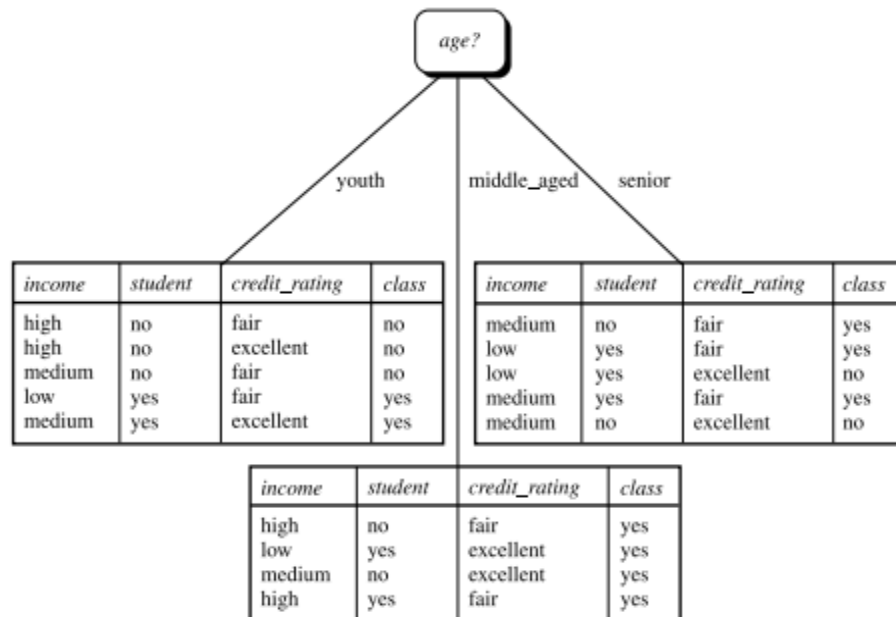 age?
youth
middle_aged
senior
income student credit_rating class
high no fair no
high no excellent no
medium no fair no
low yes fair yes
medium yes excellent yes
income student credit_rating class
medium no fair yes
low yes fair yes
low yes excellent no
medium yes fair yes
medium no excellent no
income student credit_rating class
high no fair yes
low yes excellent yes
medium no excellent yes
high yes fair yes